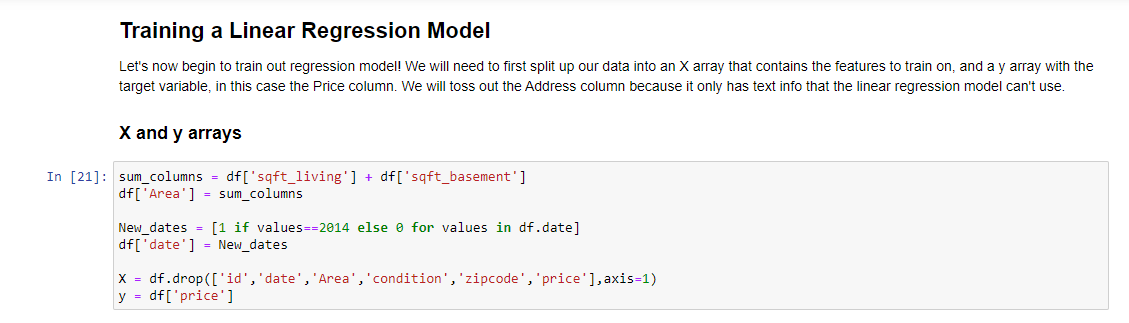 Training a Linear Regression Model
Let's now begin to train out regression model! We will need to first split up our data into an X array that contains the features to train on, and a y array with the
target variable, in this case the Price column. We will toss out the Address column because it only has text info that the linear regression model can't use.
X and y arrays
In [21]: sum_columns = df['sqft_living'] + df['sqft_basement']
df['Area'] = sum_columns
New_dates = [1 if values==2014 else 0 for values in df.date]
df['date'] = New_dates
X = df.drop(['id','date','Area','condition','zipcode','price'],axis=1)
y = df['price']